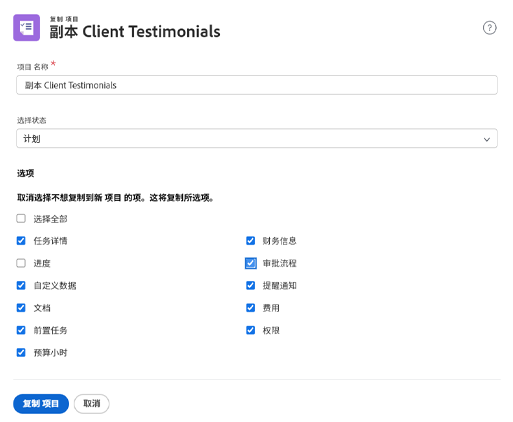 复制 项目
副本 Client Testimonials
?
项目 名称 *
副本 Client Testimonials
选择状态
计划
选项
取消选择不想复制到新 项目 的项。这将复制所选项。
选择全部
任务详情
财务信息
进度
审批流程
自定义数据
提醒通知
文档
费用
前置任务
权限
预算小时
复制 项目
取消